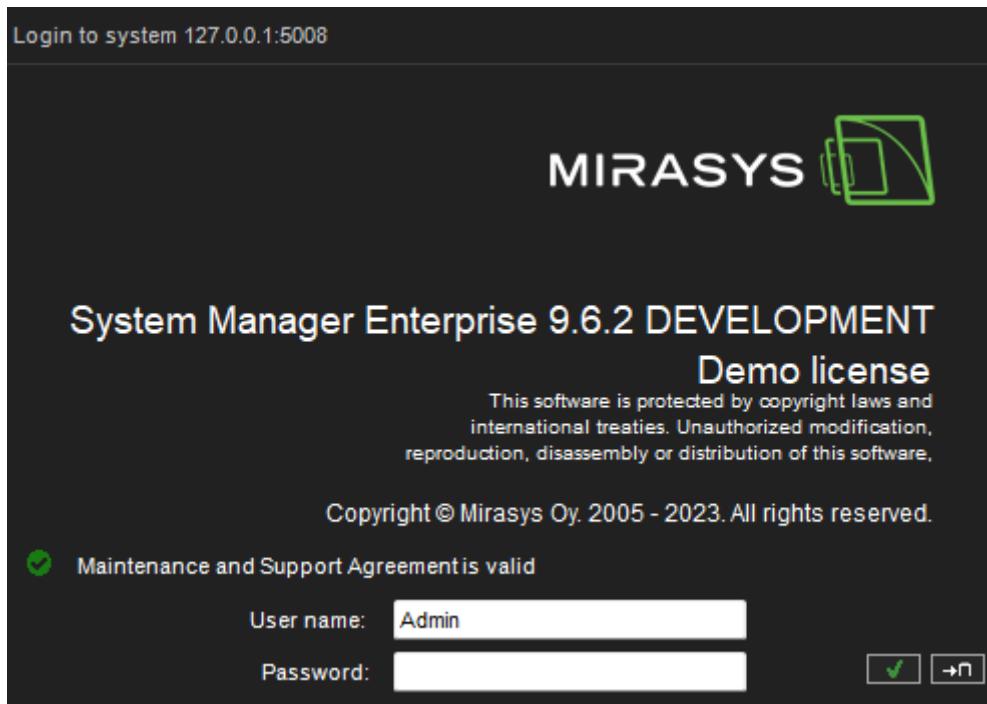 Login to system 127.0.0.1:5008
MIRASYS
System Manager Enterprise 9.6.2 DEVELOPMENT
Demo license
This software is protected by copyright laws and
international treaties. Unauthorized modification,
reproduction, disassembly or distribution of this software,
Copyright © Mirasys Oy. 2005 - 2023. All rights reserved.
Maintenance and Support Agreement is valid
User name: Admin
Password: